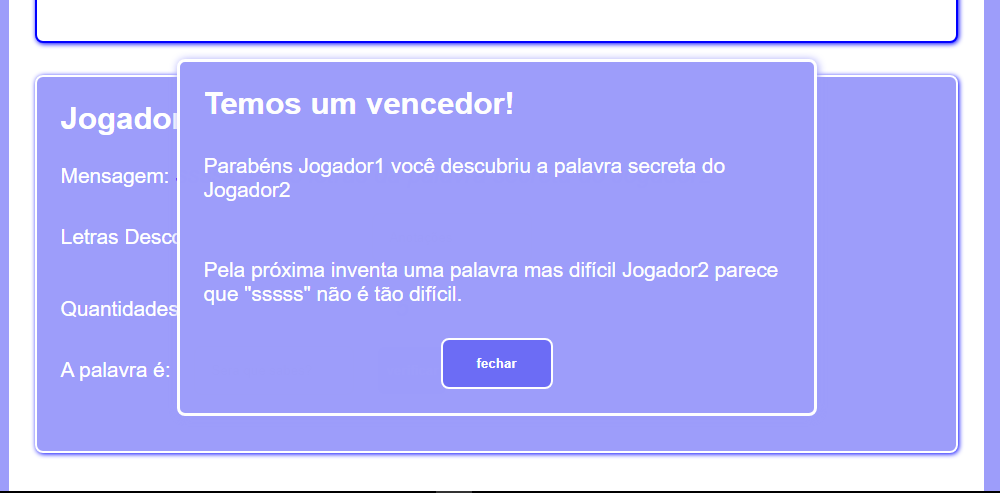 Temos um vencedor!
Jogador
Parabéns Jogador1 você descubriu a palavra secreta do
Mensagem:
Jogador2
Letras Desco
Pela próxima inventa uma palavra mas difícil Jogador2 parece
que "sssss" não é tão difícil.
Quantidades
fechar
A palavra é: